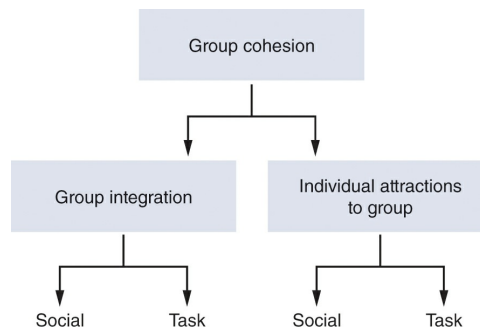 Group cohesion
Group integration
Individual attractions
to group
Social
Task
Social
Task